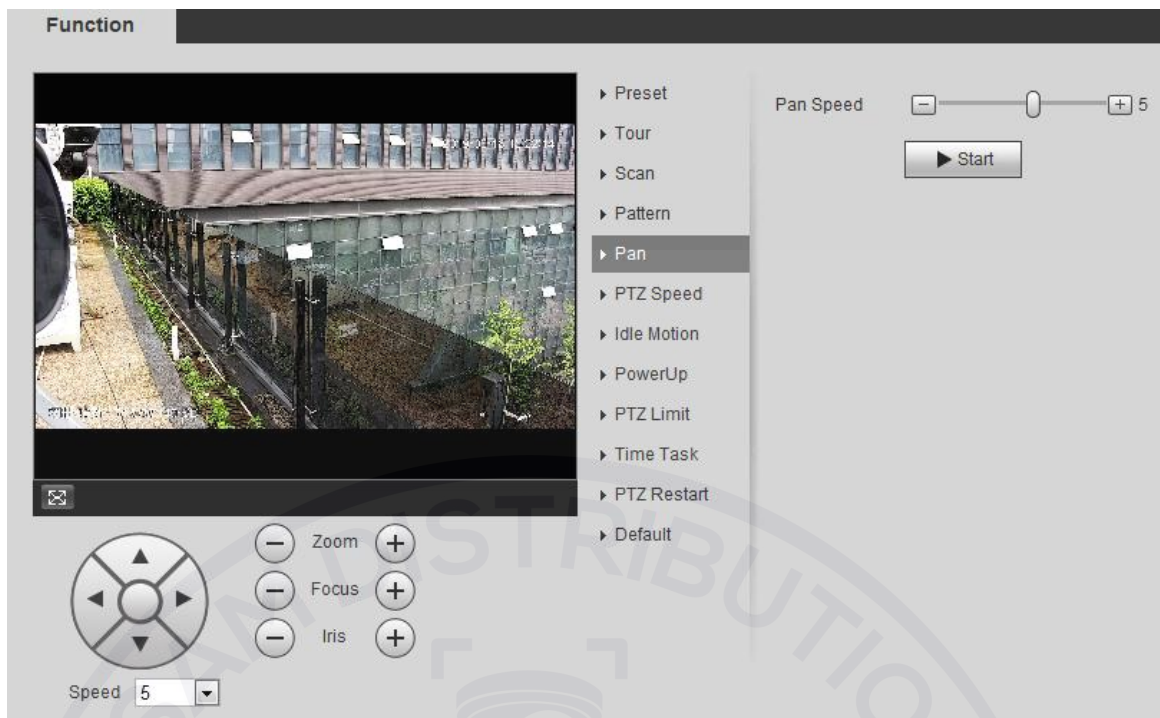 Function
Preset
Tour
Scan
Pattern
Pan
PTZ Speed
Idle Motion
PowerUp
PTZ Limit
Time Task
PTZ Restart
Default
Pan Speed 5
Start
Zoom
Focus
Iris
Speed 5
DISTRIBUTIO